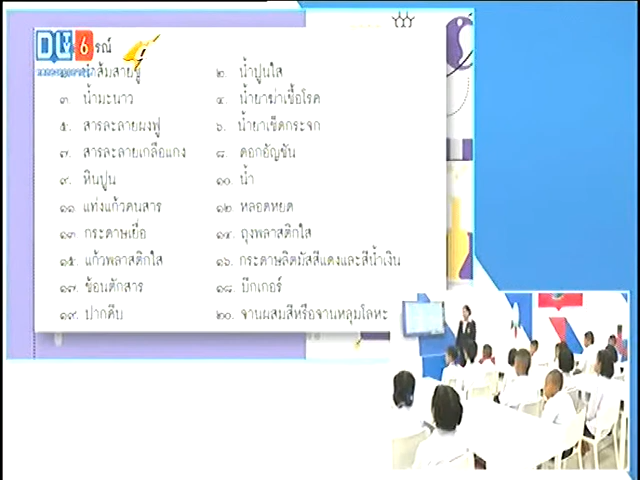 DLTV 6
รณ์
น้ำส้มสายชู ๒. น้ำปูนใส
๓. น้ำมะนาว ๔. น้ำยาฆ่าเชื้อโรค
๕. สารละลายผงฟู ๖. น้ำยาเช็ดกระจก
๗. สารละลายเกลือแกง ๘. ดอกอัญชัน
๙. หินปูน ๑๐. น้ำ
๑๑. แท่งแก้วคนสาร ๑๒. หลอดหยด
๑๓. กระดาษเยื่อ ๑๔. ถุงพลาสติกใส
๑๕. แก้วพลาสติกใส ๑๖. กระดาษลิตมัสสีแดงและสีน้ำเงิน
๑๗. ช้อนตักสาร ๑๘. บีกเกอร์
๑๙. ปากคีบ ๒๐. จานผสมสีหรือจานหลุมโลหะ